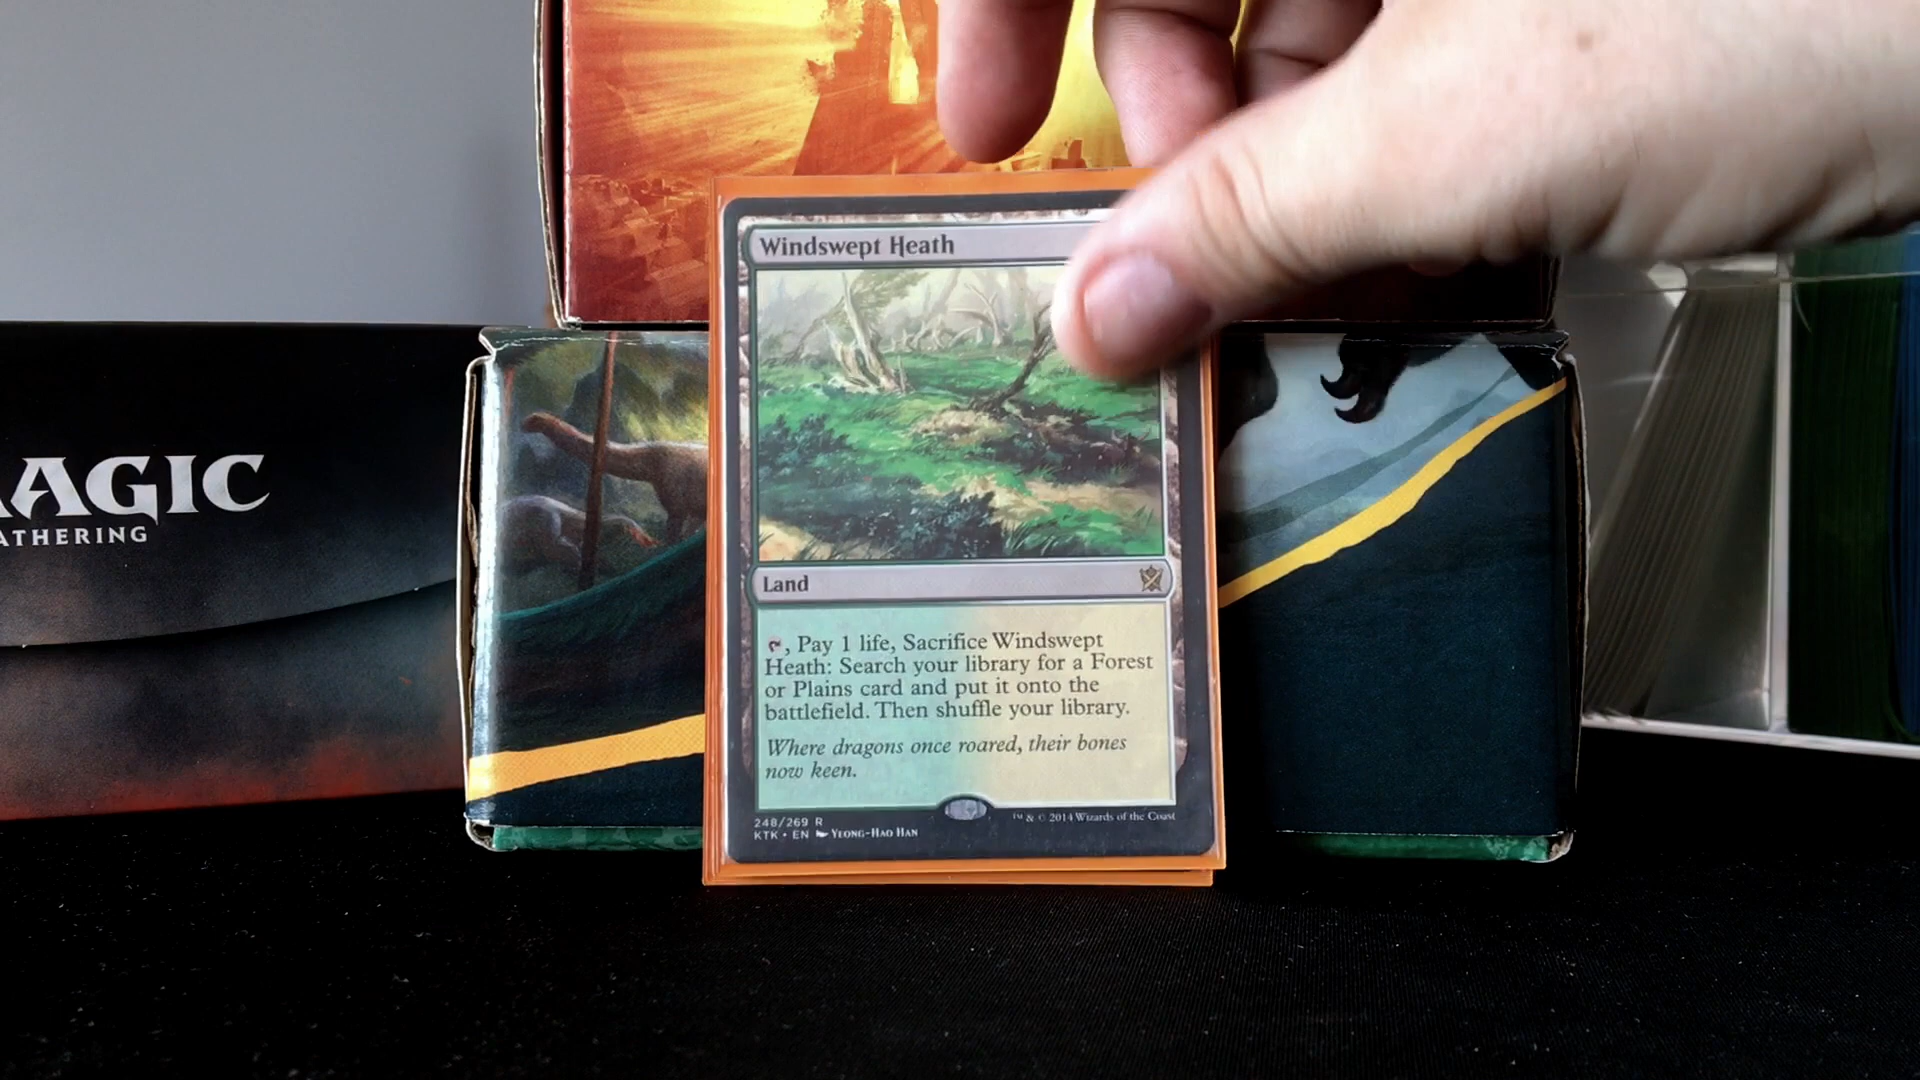 Windswept Heath
AGIC
ATHERING
Land
, Pay 1 life, Sacrifice Windswept
Heath: Search your library for a Forest
or Plains card and put it onto the
battlefield. Then shuffle your library.
Where dragons once roared, their bones
now keen.
248/269 R
KTK • EN Yeong-Hao Han
™ & © 2014 Wizards of the Coast